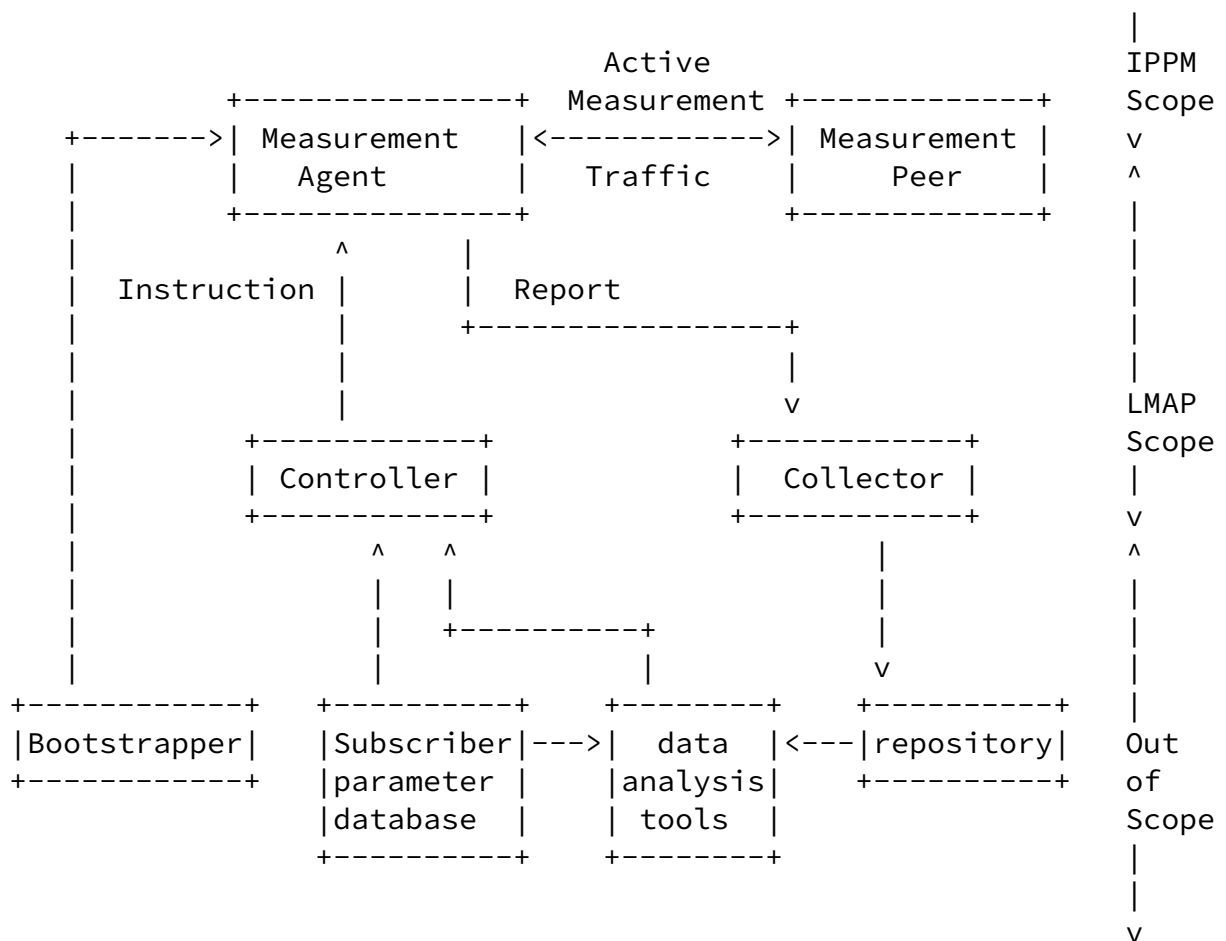 Active IPPM
Measurement Scope
Measurement Measurement
Agent Traffic Peer
Instruction Report
LMAP
Scope
Controller Collector
Bootstrapper Subscriber data repository Out
parameter analysis of
database tools Scope